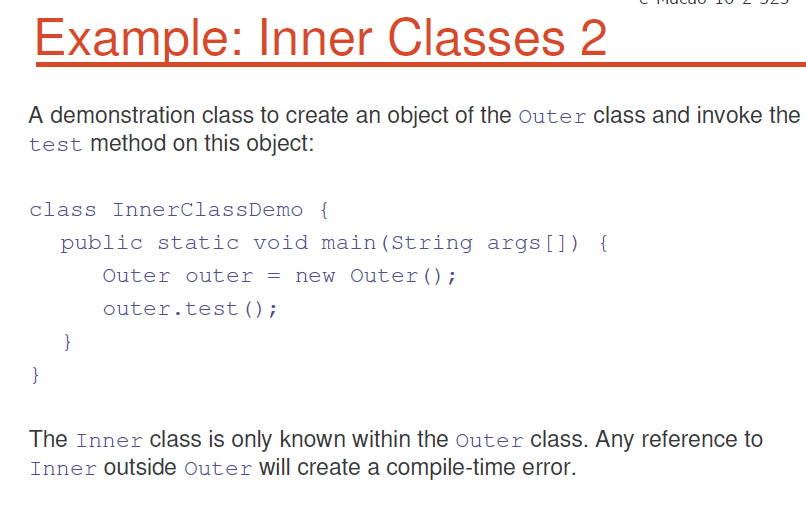 Example: Inner Classes 2
A demonstration class to create an object of the Outer class and invoke the
test method on this object:
class InnerClassDemo {
public static void main(String args[]) {
Outer outer = new Outer();
outer.test();
}
}
The Inner class is only known within the Outer class. Any reference to
Inner outside Outer will create a compile-time error.